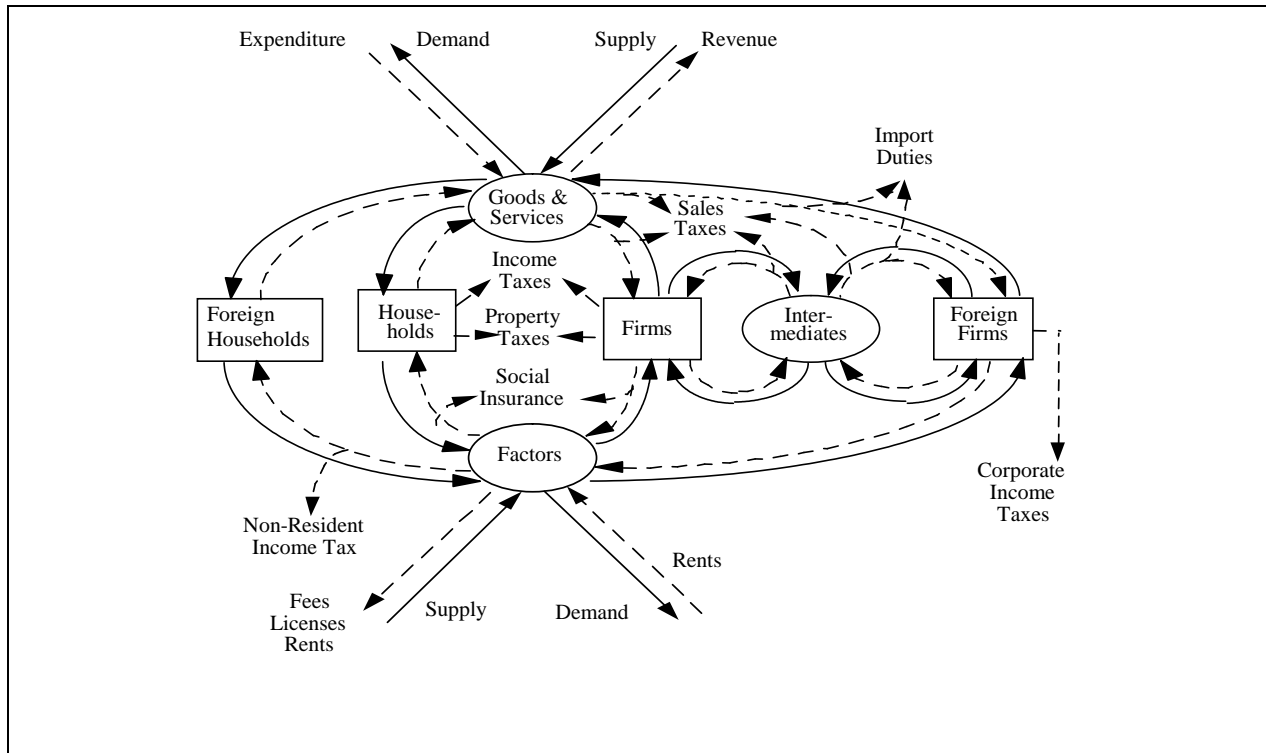 Expenditure
Demand
Supply
Revenue
Import
Duties
Goods &
Services
Sales
Taxes
Income
Taxes
Foreign
Households
House-
holds
Property
Taxes
Firms
Inter-
mediates
Foreign
Firms
Social
Insurance
Factors
Corporate
Income
Taxes
Non-Resident
Income Tax
Rents
Fees
Licenses
Rents
Supply
Demand